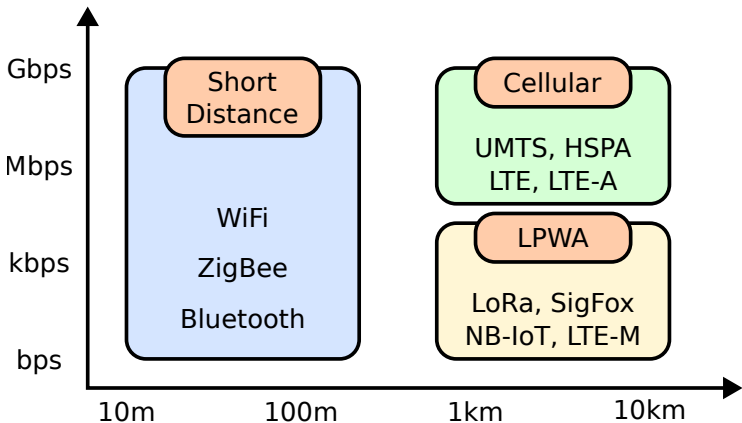 Gbps
Mbps
kbps
bps
Short
Distance
WiFi
ZigBee
Bluetooth
Cellular
UMTS, HSPA
LTE, LTE-A
LPWA
LoRa, SigFox
NB-IoT, LTE-M
10m
100m
1km
10km